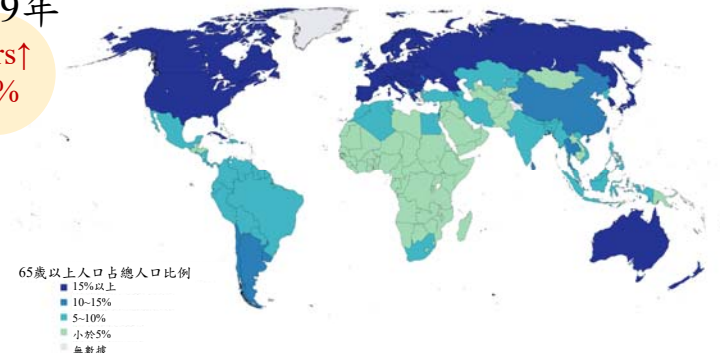 9年
rs↑
%
65歲以上人口占總人口比例
15%以上
10~15%
5~10%
小於5%
無數據